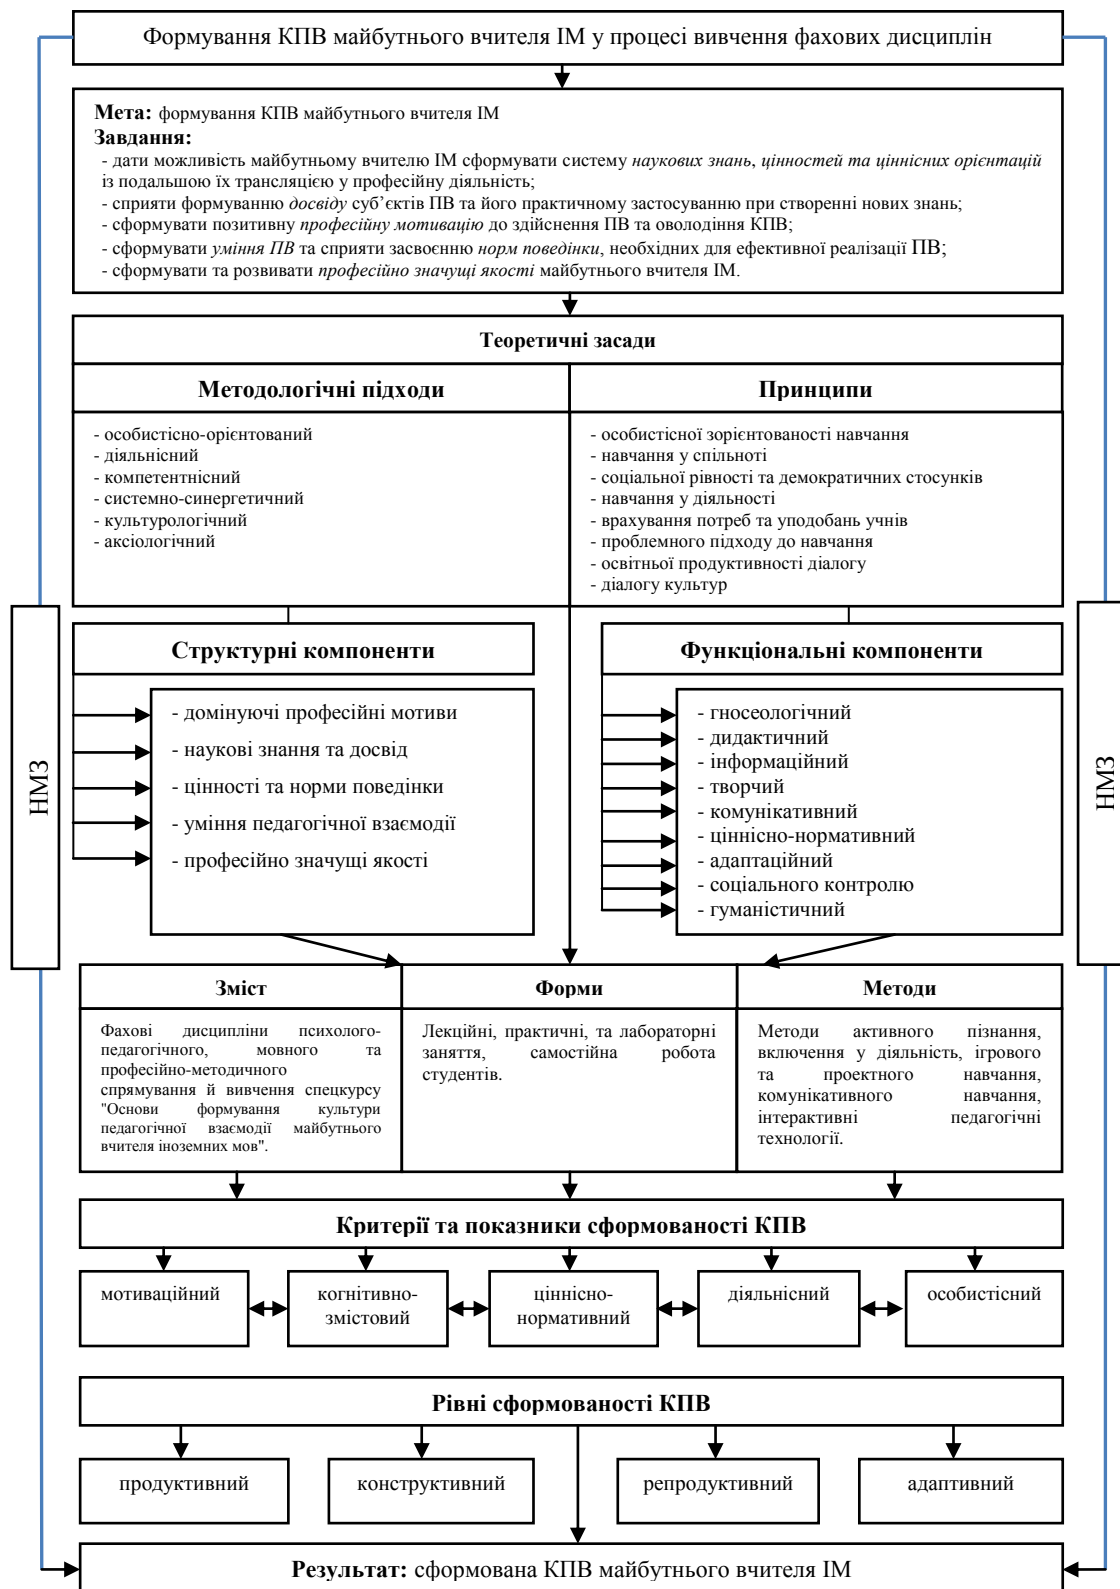 Формування КПВ майбутнього вчителя ІМ у процесі вивчення фахових дисциплін
Мета: формування КПВ майбутнього вчителя ІМ
Завдання:
- дати можливість майбутньому вчителю ІМ сформувати систему наукових знань, цінностей та ціннісних орієнтацій
із подальшою їх трансляцією у професійну діяльність;
- сприяти формуванню досвіду суб’єктів ПВ та його практичному застосуванню при створенні нових знань;
- сформувати позитивну професійну мотивацію до здійснення ПВ та оволодіння КПВ;
- сформувати уміння ПВ та сприяти засвоєнню норм поведінки, необхідних для ефективної реалізації ПВ;
- сформувати та розвивати професійно значущі якості майбутнього вчителя ІМ.
Теоретичні засади
Методологічні підходи
- особистісно-орієнтований
- діяльнісний
- компетентнісний
- системно-синергетичний
- культурологічний
- аксіологічний
Принципи
- особистісної зорієнтованості навчання
- навчання у спільноті
- соціальної рівності та демократичних стосунків
- навчання у діяльності
- врахування потреб та уподобань учнів
- проблемного підходу до навчання
- освітньої продуктивності діалогу
- діалогу культур
НМЗ
НМЗ
Структурні компоненти
- домінуючі професійні мотиви
- наукові знання та досвід
- цінності та норми поведінки
- уміння педагогічної взаємодії
- професійно значущі якості
Функціональні компоненти
- гносеологічний
- дидактичний
- інформаційний
- творчий
- комунікативний
- ціннісно-нормативний
- адаптаційний
- соціального контролю
- гуманістичний
Зміст
Фахові дисципліни психолого-
педагогічного, мовного та
професійно-методичного
спрямування й вивчення спецкурсу
"Основи формування культури
педагогічної взаємодії майбутнього
вчителя іноземних мов".
Форми
Лекційні, практичні, та лабораторні
заняття, самостійна робота
студентів.
Методи
Методи активного пізнання,
включення у діяльність, ігрового
та проектного навчання,
комунікативного навчання,
інтерактивні педагогічні
технології.
Критерії та показники сформованості КПВ
мотиваційний
когнітивно-
змістовий
ціннісно-
нормативний
діяльнісний
особистісний
Рівні сформованості КПВ
продуктивний
конструктивний
репродуктивний
адаптивний
Результат: сформована КПВ майбутнього вчителя ІМ